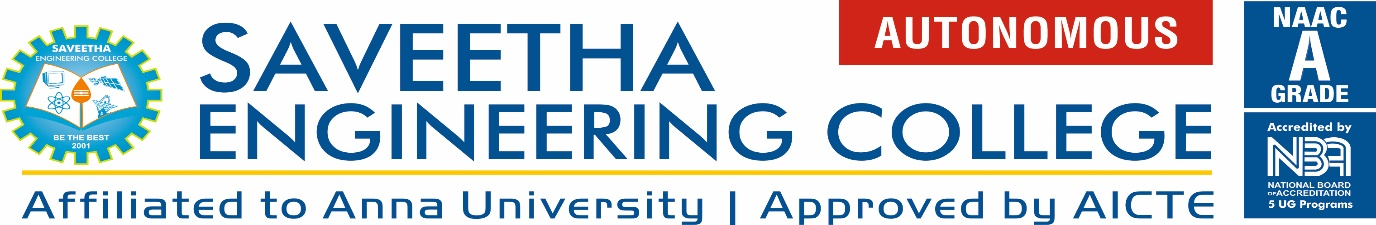 SAVEETHA
ENGINEERING COLLEGE
BE THE BEST
2001
SAVEETHA
ENGINEERING COLLEGE
AUTONOMOUS
Affiliated to Anna University | Approved by AICTE
NAAC
A
GRADE
Accredited by
NBA
NATIONAL BOARD
OF ACCREDITATION
5 UG Programs